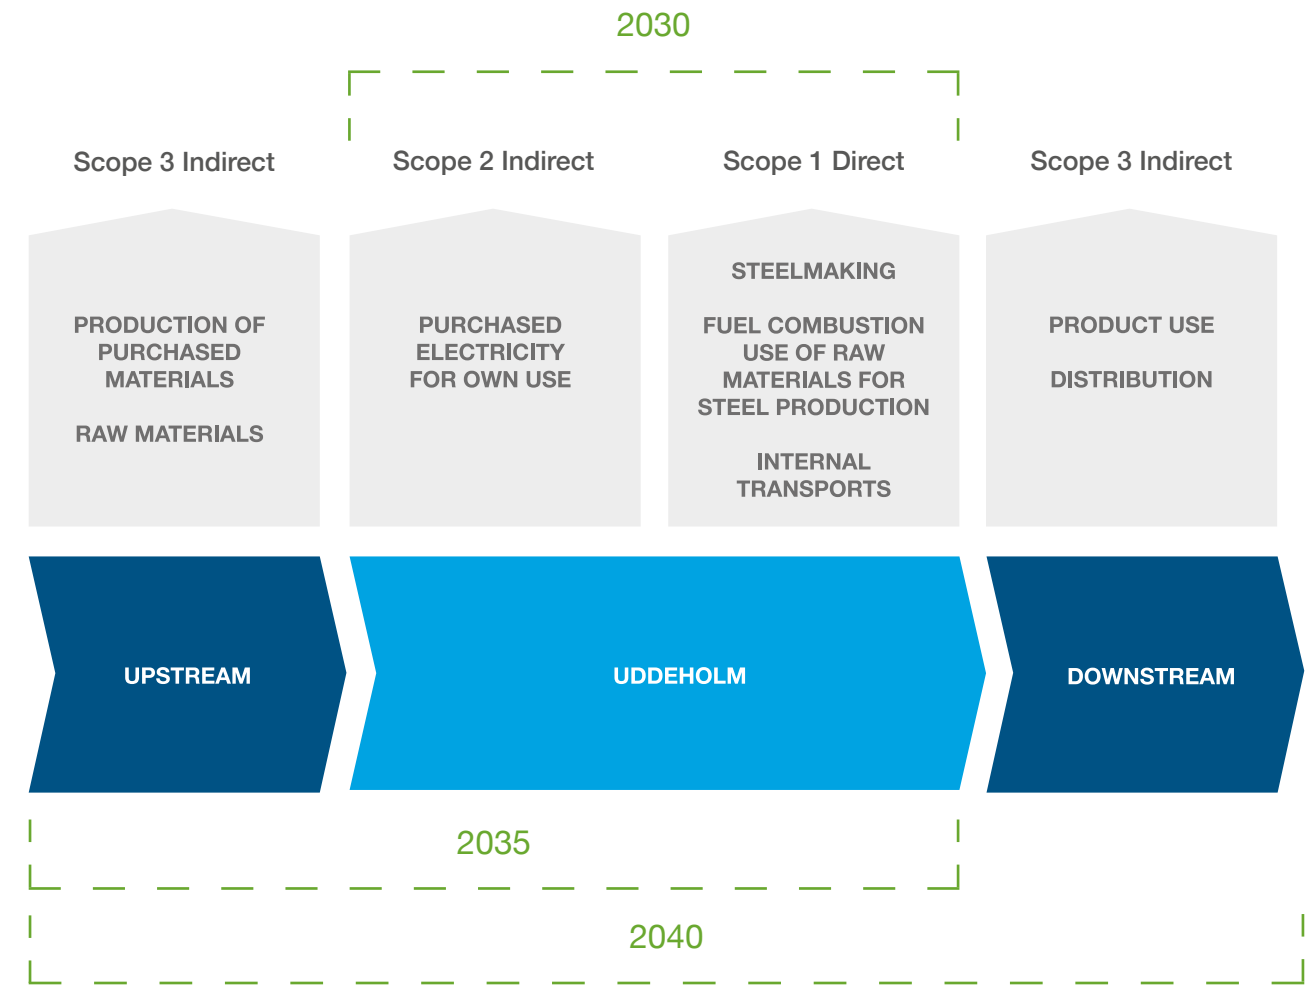 2030
Scope 3 Indirect
Scope 2 Indirect
Scope 1 Direct
Scope 3 Indirect
PRODUCTION OF
PURCHASED
MATERIALS
RAW MATERIALS
PURCHASED
ELECTRICITY
FOR OWN USE
STEELMAKING
FUEL COMBUSTION
USE OF RAW
MATERIALS FOR
STEEL PRODUCTION
INTERNAL
TRANSPORTS
PRODUCT USE
DISTRIBUTION
UPSTREAM
UDDEHOLM
DOWNSTREAM
2035
2040